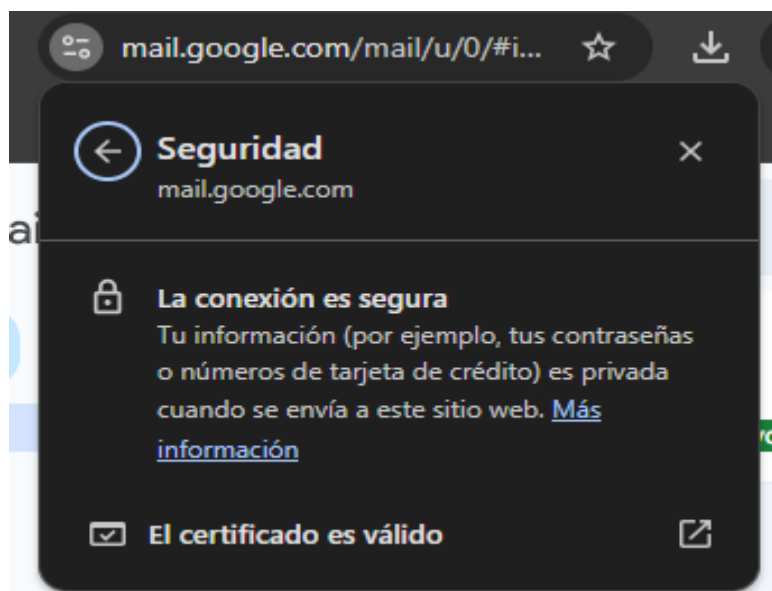 mail.google.com/mail/u/0/#i...
Seguridad
mail.google.com
ai
La conexión es segura
Tu información (por ejemplo, tus contraseñas
o números de tarjeta de crédito) es privada
cuando se envía a este sitio web. Más
información
El certificado es válido